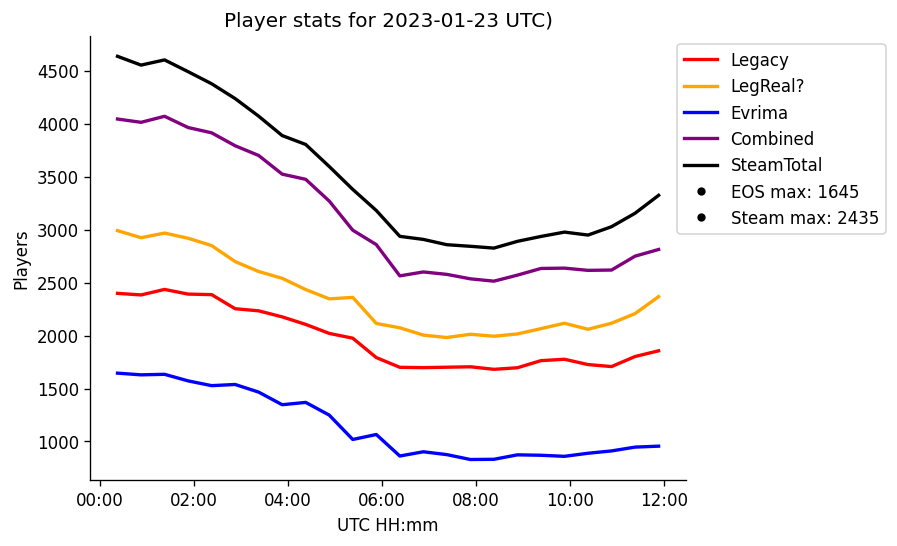 Player stats for 2023-01-23 UTC)
Players
4500
4000
3500
3000
2500
2000
1500
1000
00:00 02:00 04:00 06:00 08:00 10:00 12:00
UTC HH:mm
Legacy
LegReal?
Evrima
Combined
SteamTotal
EOS max: 1645
Steam max: 2435